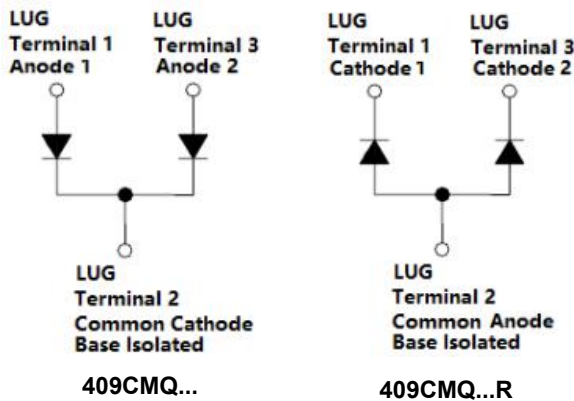 LUG
Terminal 1
Anode 1
LUG
Terminal 3
Anode 2
LUG
Terminal 2
Common Cathode
Base Isolated
409CMQ...
LUG
Terminal 1
Cathode 1
LUG
Terminal 3
Cathode 2
LUG
Terminal 2
Common Anode
Base Isolated
409CMQ...R